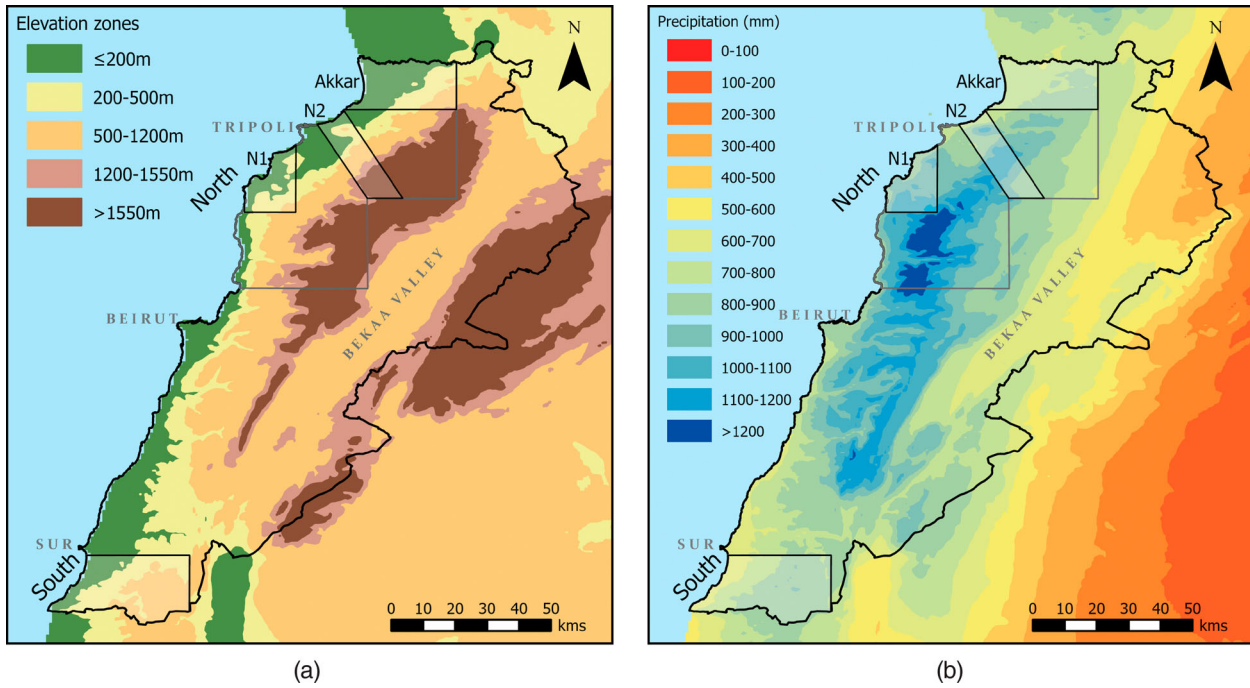 Elevation zones
≤200m
200-500m
500-1200m
1200-1550m
>1550m
N
Akkar
N2
TRIPOLI
N1
North
BEIRUT
BEKAA VALLEY
SUR
South
0 10 20 30 40 50
kms
(a)
Precipitation (mm)
0-100
100-200
200-300
300-400
400-500
500-600
600-700
700-800
800-900
900-1000
1000-1100
1100-1200
>1200
N
Akkar
N2
TRIPOLI
N1
North
BEIRUT
BEKAA VALLEY
SUR
South
0 10 20 30 40 50
kms
(b)